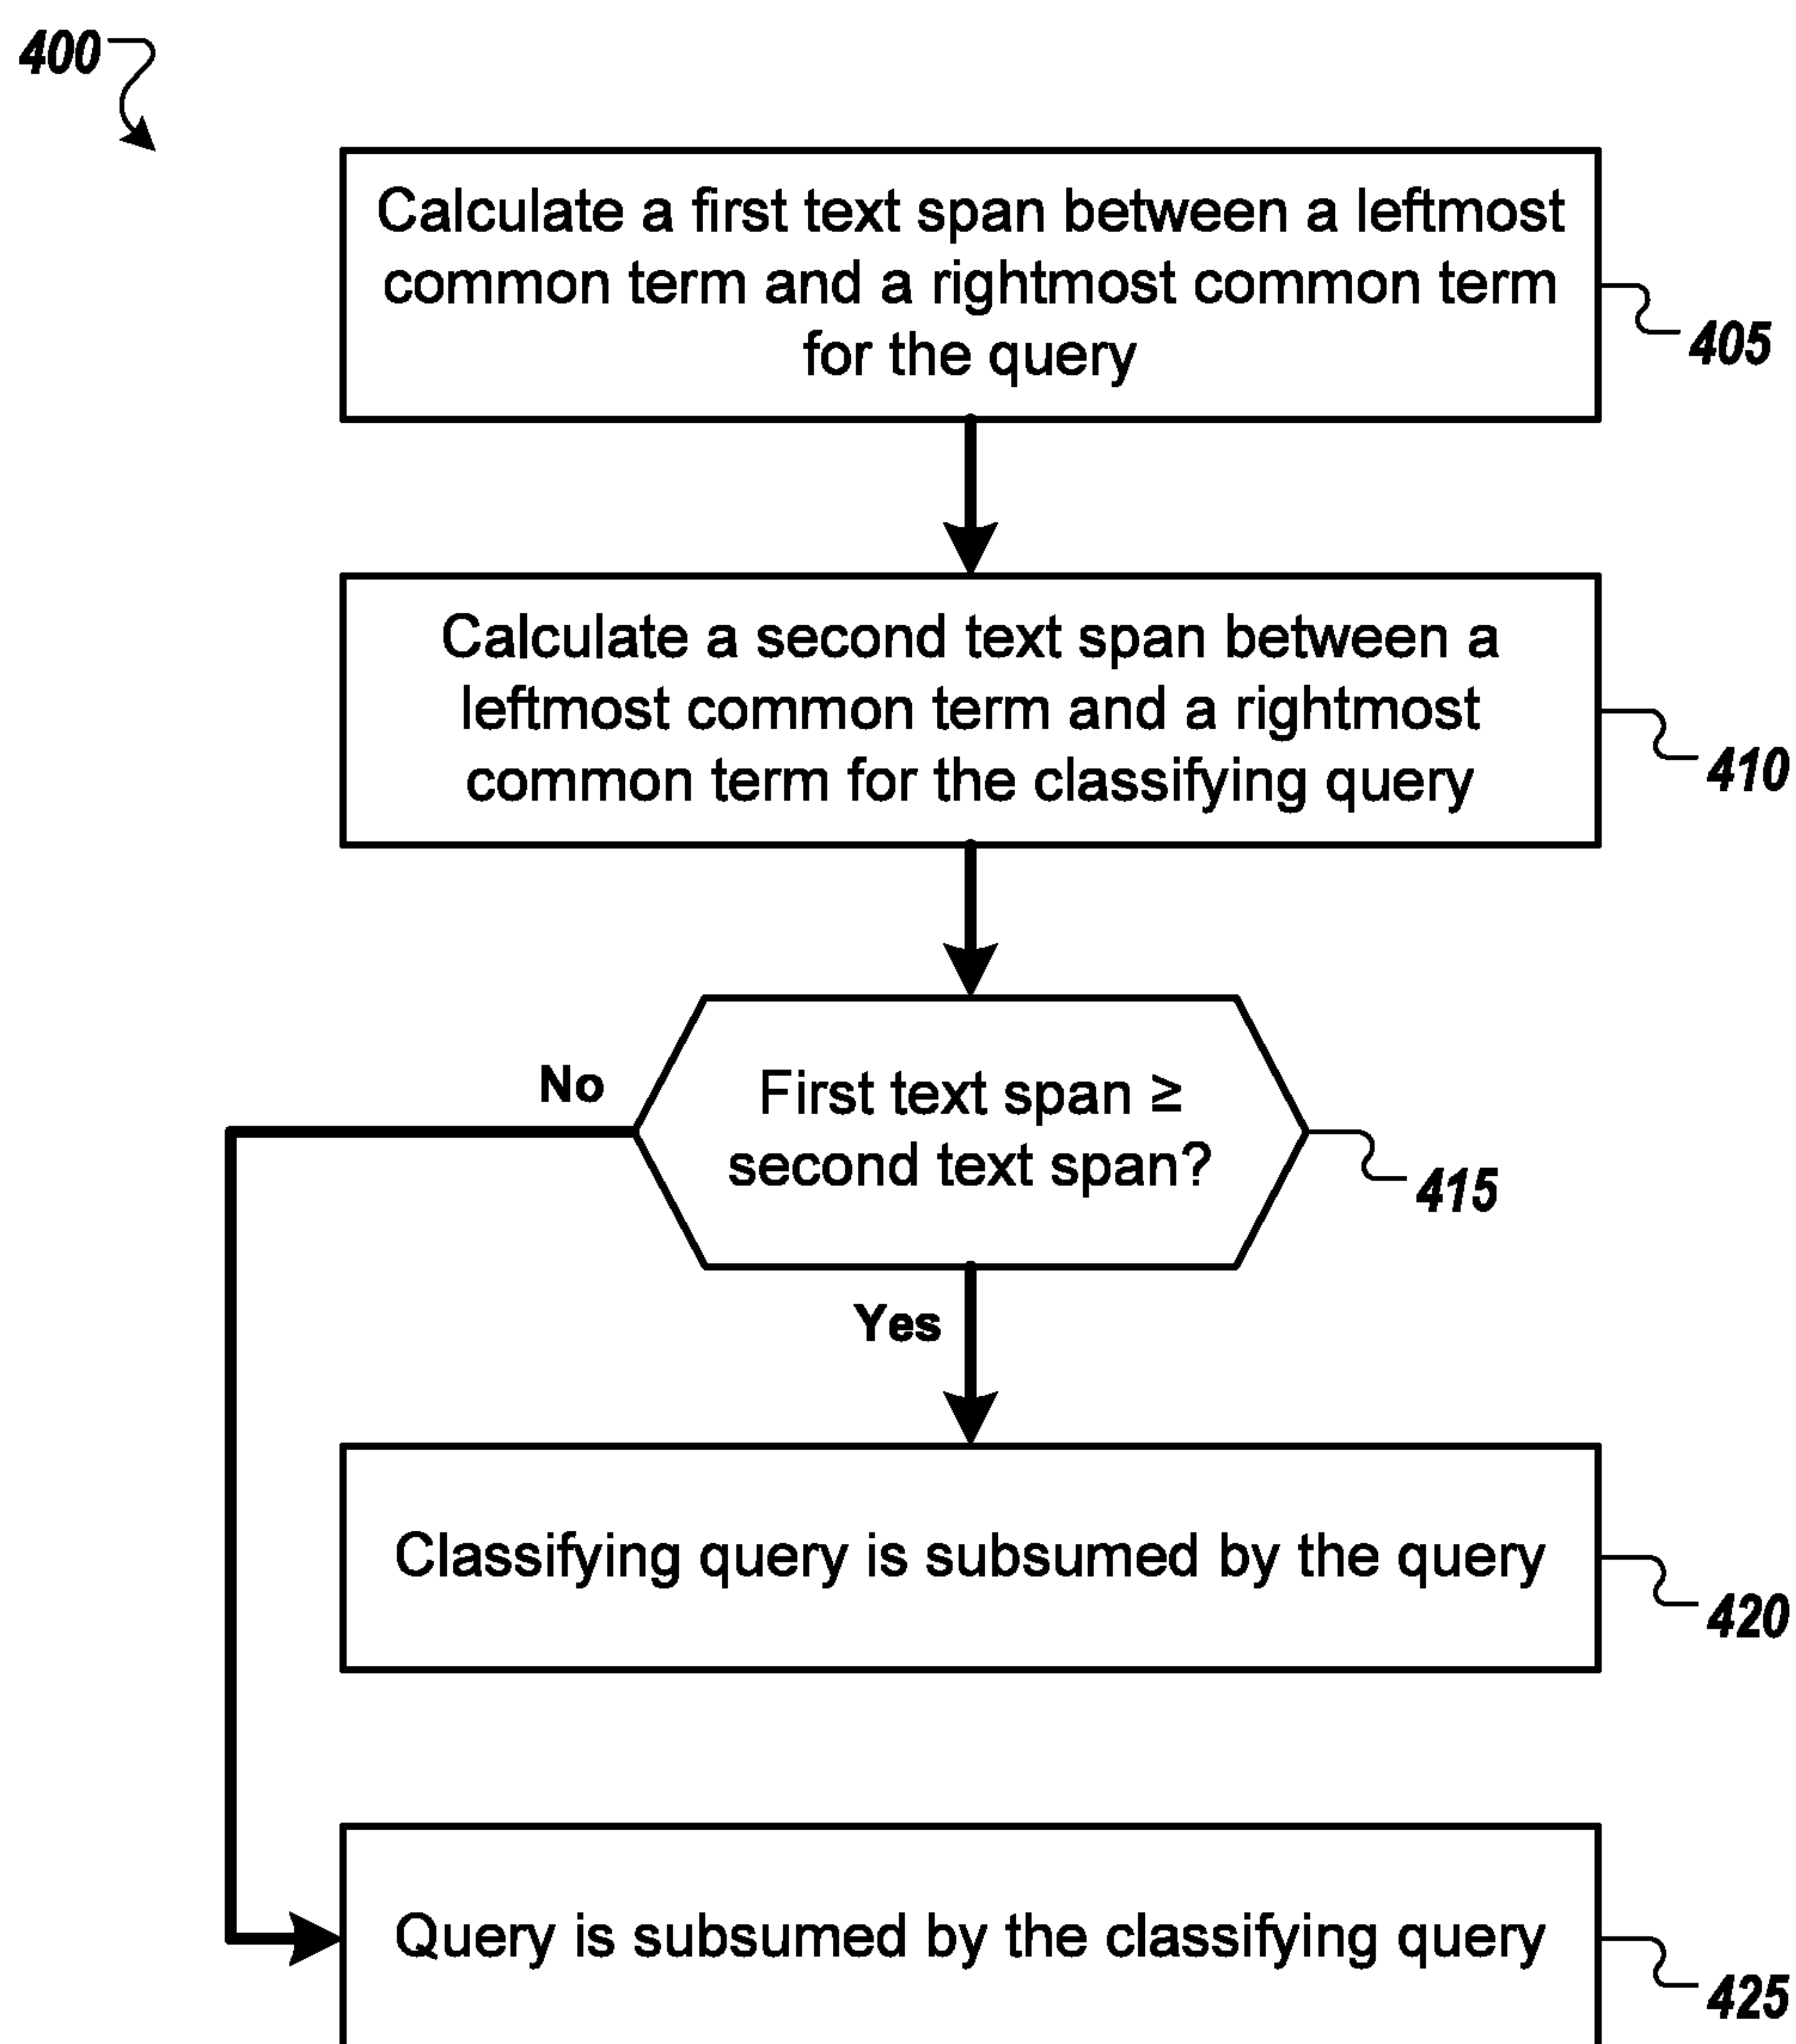 400
Calculate a first text span between a leftmost
common term and a rightmost common term
for the query
405
Calculate a second text span between a
leftmost common term and a rightmost
common term for the classifying query
410
No
First text span ≥
second text span?
415
Yes
Classifying query is subsumed by the query
420
Query is subsumed by the classifying query
425